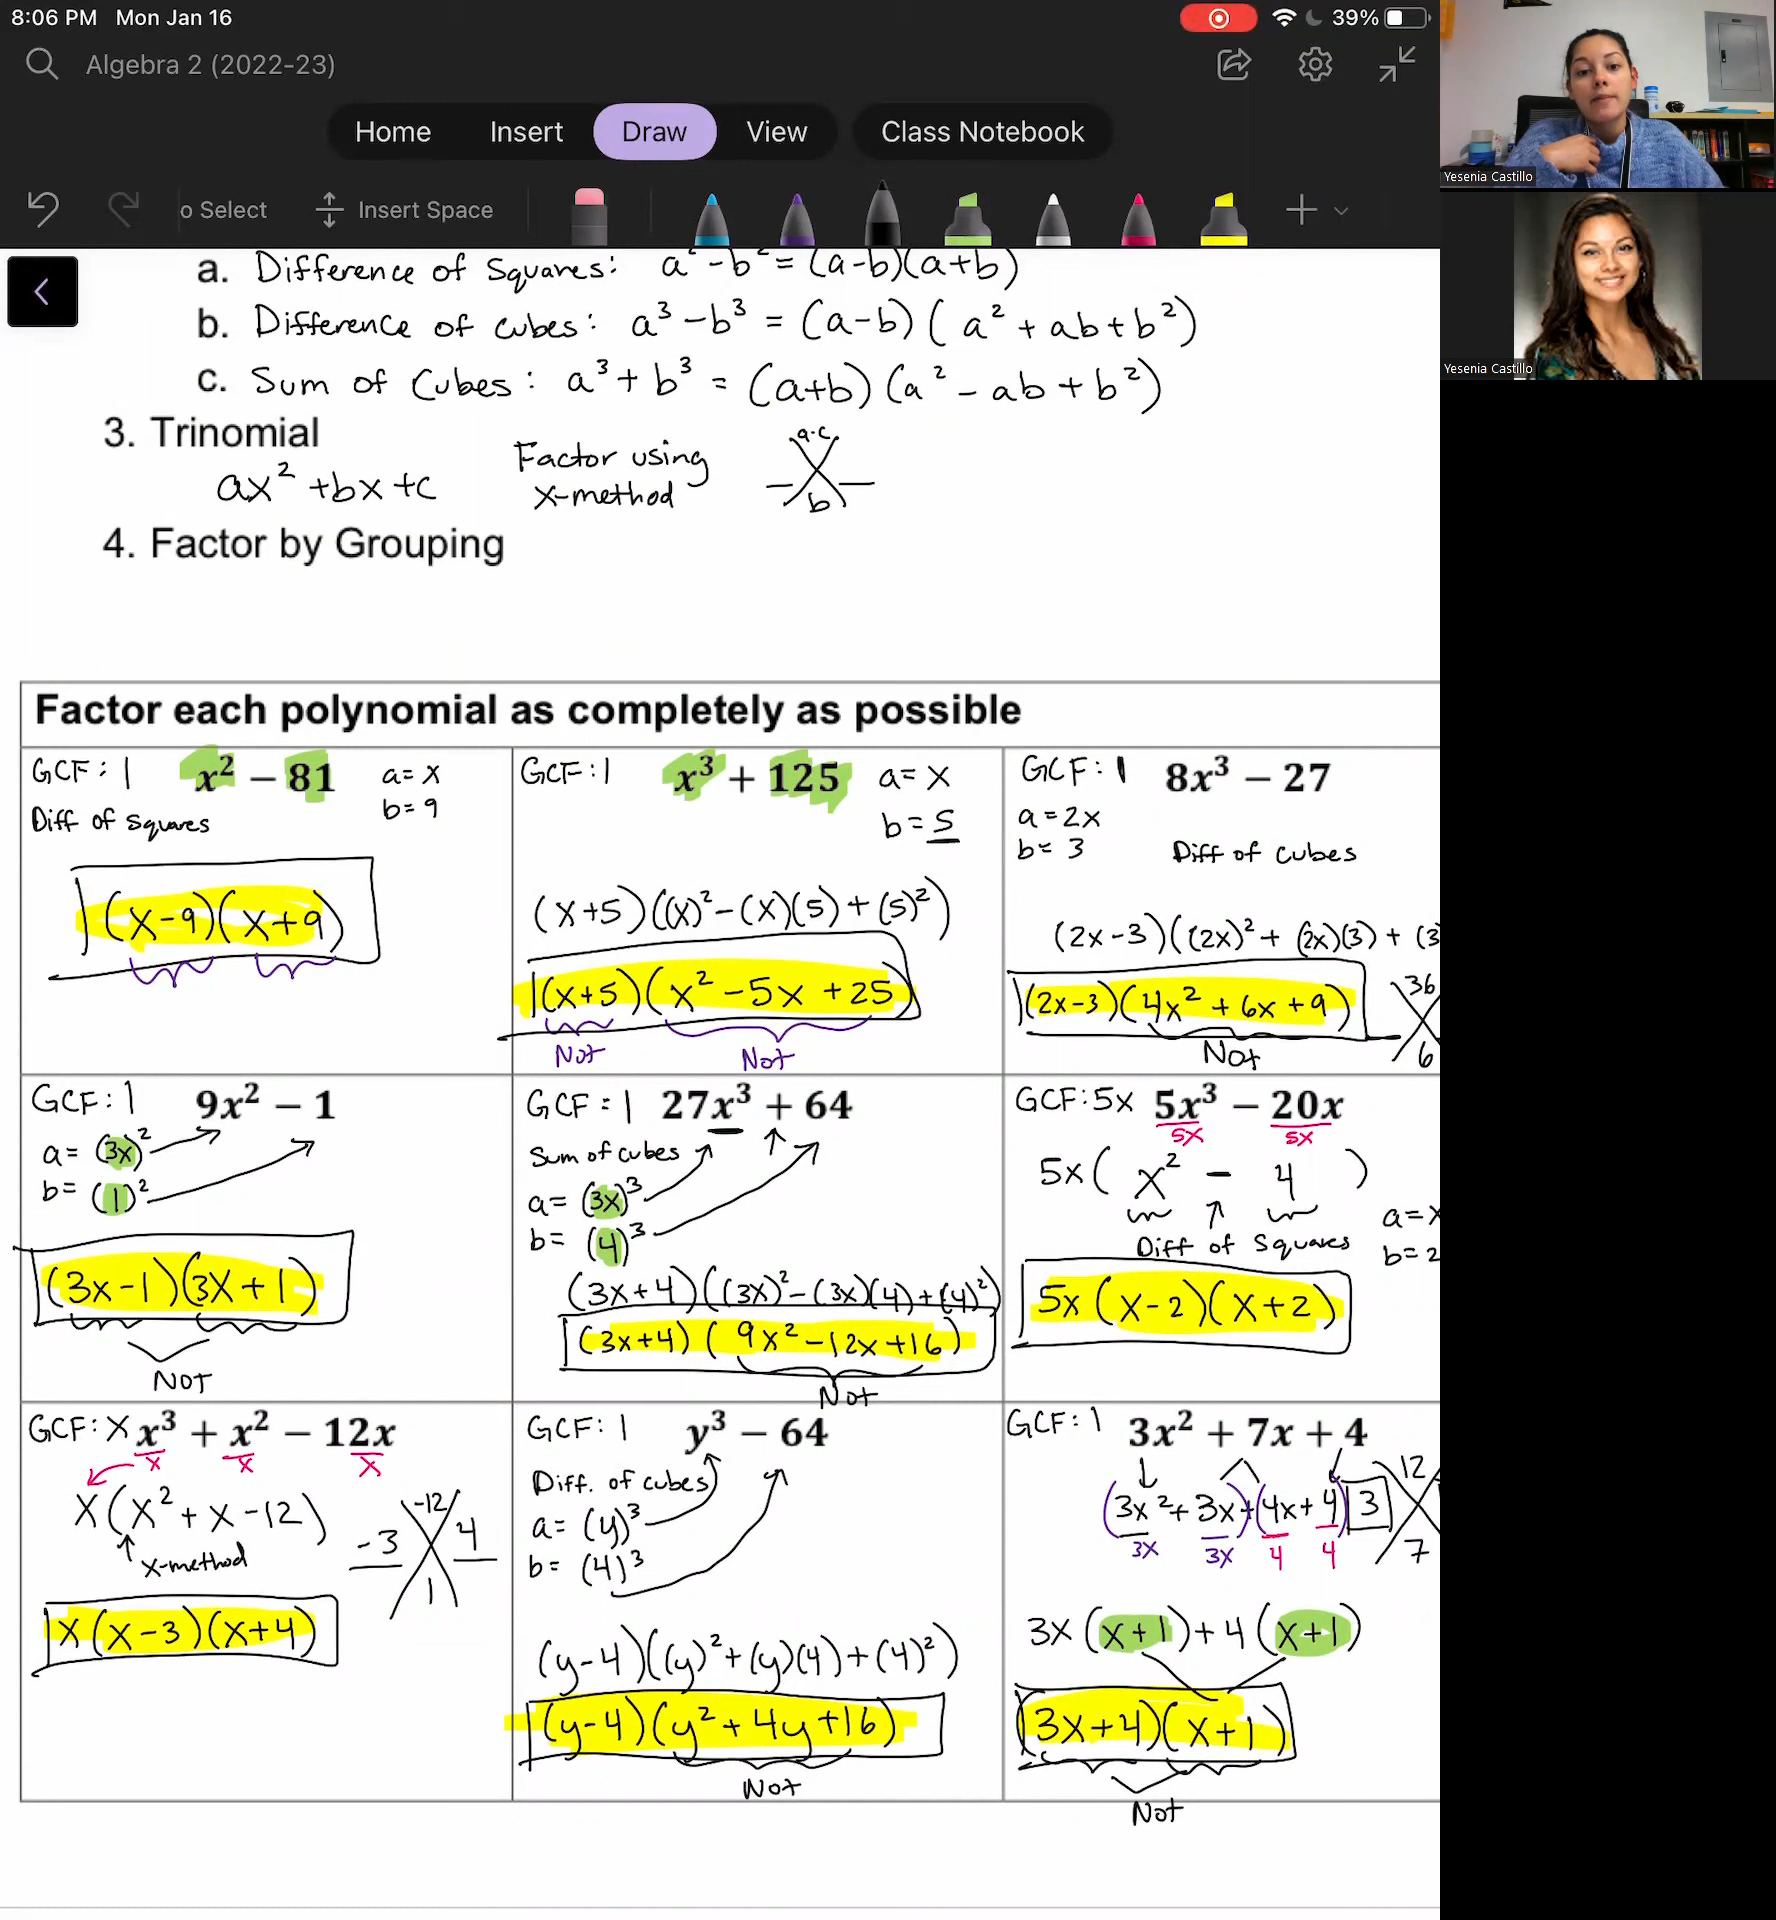 8:06 PM Mon Jan 16
39%
Algebra 2 (2022-23)
Home Insert Draw View Class Notebook
o Select Insert Space
Yesenia Castillo
Yesenia Castillo
a. Difference of Squares: a² - b² = (a-b)(a+b)
b. Difference of cubes: a³ - b³ = (a-b)(a² + ab + b²)
c. Sum of Cubes: a³ + b³ = (a+b)(a² - ab + b²)
3. Trinomial
ax² + bx + c
Factor using
x-method
a·c
b
4. Factor by Grouping
Factor each polynomial as completely as possible
GCF: 1 x² − 81 a = x
b = 9
Diff of squares
(x-9)(x+9)
GCF: 1 x³ + 125 a = x
b = 5
(x+5)((x)² - (x)(5) + (5)²)
(x+5)(x² - 5x + 25)
Not Not
GCF: 1 8x³ − 27
a = 2x
b = 3 Diff of cubes
(2x-3)((2x)² + (2x)(3) + (3
(2x-3)(4x² + 6x + 9)
Not
36
6
GCF: 1 9x² − 1
a = (3x)²
b = (1)²
(3x-1)(3x+1)
Not
GCF = 1 27x³ + 64
Sum of cubes
a = (3x)³
b = (4)³
(3x+4)((3x)² - (3x)(4) + (4)²)
(3x+4)(9x² - 12x + 16)
Not
GCF: 5x 5x³ − 20x
5x 5x
5x( x² - 4 )
Diff of Squares
a = x
b = 2
5x(x-2)(x+2)
GCF: x x³ + x² − 12x
x x x
x(x² + x - 12)
x-method
-12
-3 4
1
x(x-3)(x+4)
GCF: 1 y³ − 64
Diff. of cubes
a = (y)³
b = (4)³
(y-4)((y)² + (y)(4) + (4)²)
(y-4)(y² + 4y + 16)
Not
GCF: 1 3x² + 7x + 4
(3x² + 3x)+(4x + 4)
3x 3x 4 4
12
3
7
3x(x+1)+4(x+1)
(3x+4)(x+1)
Not